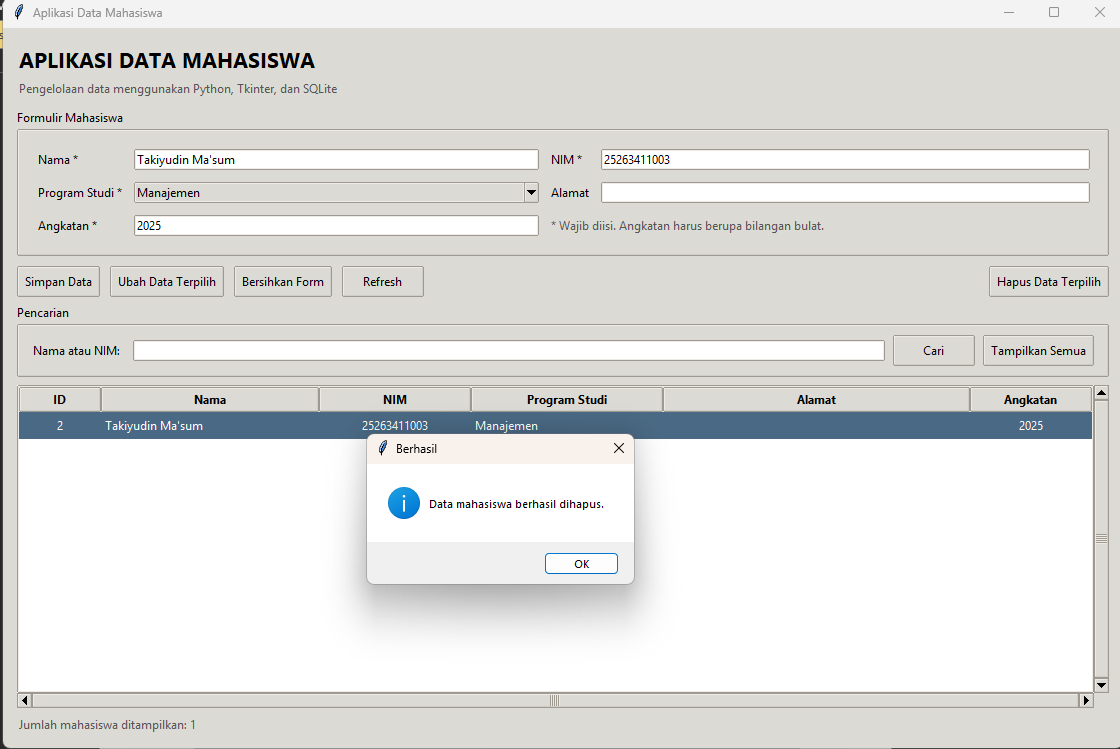 Aplikasi Data Mahasiswa
APLIKASI DATA MAHASISWA
Pengelolaan data menggunakan Python, Tkinter, dan SQLite
Formulir Mahasiswa
Nama * Takiyudin Ma'sum NIM * 25263411003
Program Studi * Manajemen Alamat
Angkatan * 2025 * Wajib diisi. Angkatan harus berupa bilangan bulat.
Simpan Data Ubah Data Terpilih Bersihkan Form Refresh Hapus Data Terpilih
Pencarian
Nama atau NIM: Cari Tampilkan Semua
ID Nama NIM Program Studi Alamat Angkatan
2 Takiyudin Ma'sum 25263411003 Manajemen 2025
Berhasil
Data mahasiswa berhasil dihapus.
OK
Jumlah mahasiswa ditampilkan: 1